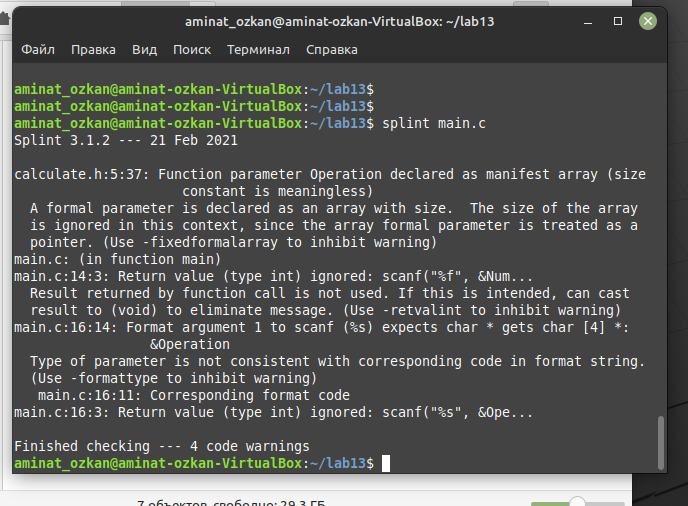 aminat_ozkan@aminat-ozkan-VirtualBox: ~/lab13
Файл Правка Вид Поиск Терминал Справка
aminat_ozkan@aminat-ozkan-VirtualBox:~/lab13$
aminat_ozkan@aminat-ozkan-VirtualBox:~/lab13$
aminat_ozkan@aminat-ozkan-VirtualBox:~/lab13$ splint main.c
Splint 3.1.2 --- 21 Feb 2021
calculate.h:5:37: Function parameter Operation declared as manifest array (size
constant is meaningless)
A formal parameter is declared as an array with size.  The size of the array
is ignored in this context, since the array formal parameter is treated as a
pointer. (Use -fixedformalarray to inhibit warning)
main.c: (in function main)
main.c:14:3: Return value (type int) ignored: scanf("%f", &Num...
Result returned by function call is not used. If this is intended, can cast
result to (void) to eliminate message. (Use -retvalint to inhibit warning)
main.c:16:14: Format argument 1 to scanf (%s) expects char * gets char [4] *:
&Operation
Type of parameter is not consistent with corresponding code in format string.
(Use -formattype to inhibit warning)
main.c:16:11: Corresponding format code
main.c:16:3: Return value (type int) ignored: scanf("%s", &Ope...
Finished checking --- 4 code warnings
aminat_ozkan@aminat-ozkan-VirtualBox:~/lab13$
7 объектов, свободно: 29,3 ГБ